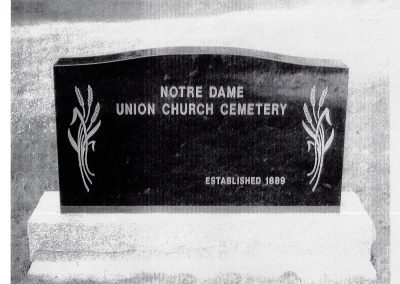 NOTRE DAME
UNION CHURCH CEMETERY
ESTABLISHED 1889